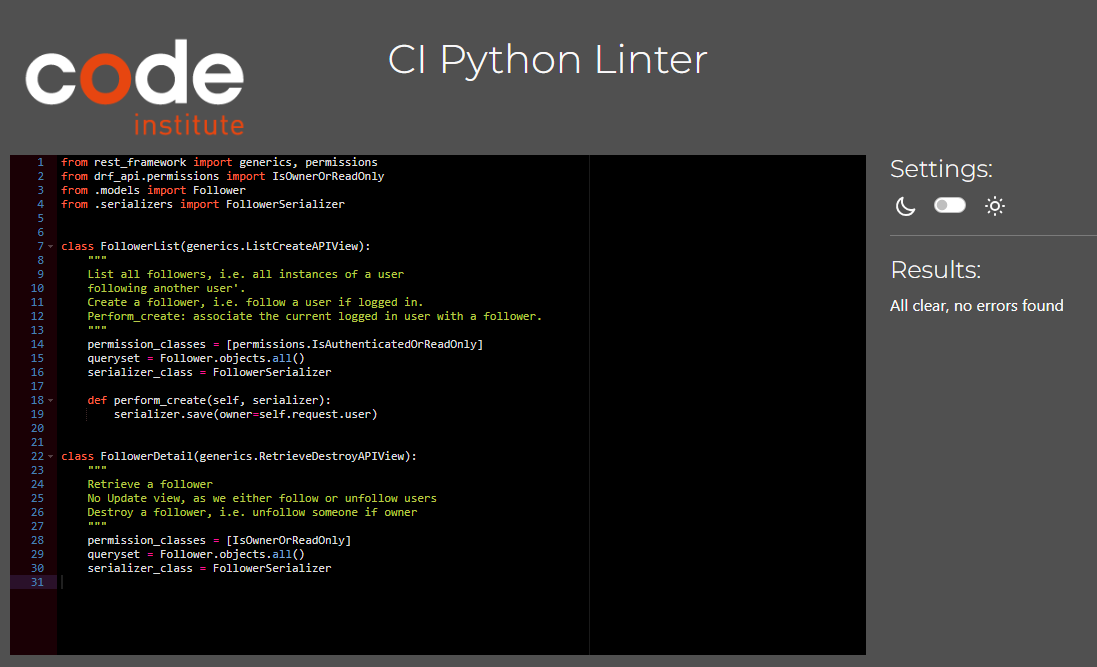 code
institute
CI Python Linter
1 from rest_framework import generics, permissions
2 from drf_api.permissions import IsOwnerOrReadOnly
3 from .models import Follower
4 from .serializers import FollowerSerializer
5
6
7 class FollowerList(generics.ListCreateAPIView):
8     """
9     List all followers, i.e. all instances of a user
10     following another user'.
11     Create a follower, i.e. follow a user if logged in.
12     Perform_create: associate the current logged in user with a follower.
13     """
14     permission_classes = [permissions.IsAuthenticatedOrReadOnly]
15     queryset = Follower.objects.all()
16     serializer_class = FollowerSerializer
17
18     def perform_create(self, serializer):
19         serializer.save(owner=self.request.user)
20
21
22 class FollowerDetail(generics.RetrieveDestroyAPIView):
23     """
24     Retrieve a follower
25     No Update view, as we either follow or unfollow users
26     Destroy a follower, i.e. unfollow someone if owner
27     """
28     permission_classes = [IsOwnerOrReadOnly]
29     queryset = Follower.objects.all()
30     serializer_class = FollowerSerializer
31
Settings:
Results:
All clear, no errors found